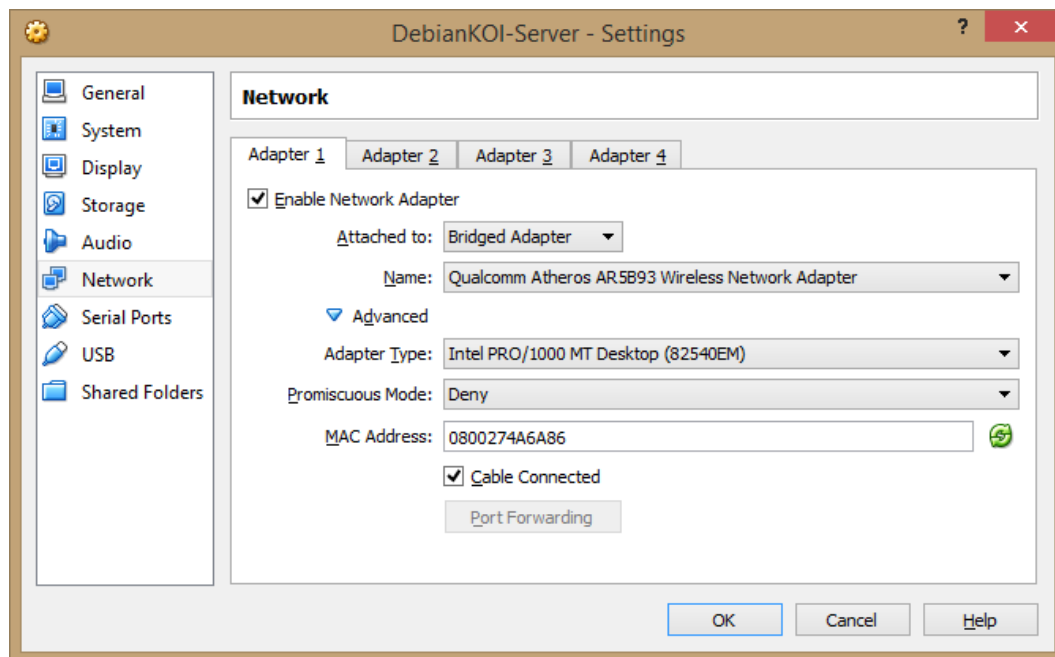 DebianKOI-Server - Settings
?
General
System
Display
Storage
Audio
Network
Serial Ports
USB
Shared Folders
Network
Adapter 1 Adapter 2 Adapter 3 Adapter 4
Enable Network Adapter
Attached to: Bridged Adapter
Name: Qualcomm Atheros AR5B93 Wireless Network Adapter
Advanced
Adapter Type: Intel PRO/1000 MT Desktop (82540EM)
Promiscuous Mode: Deny
MAC Address: 0800274A6A86
Cable Connected
Port Forwarding
OK Cancel Help